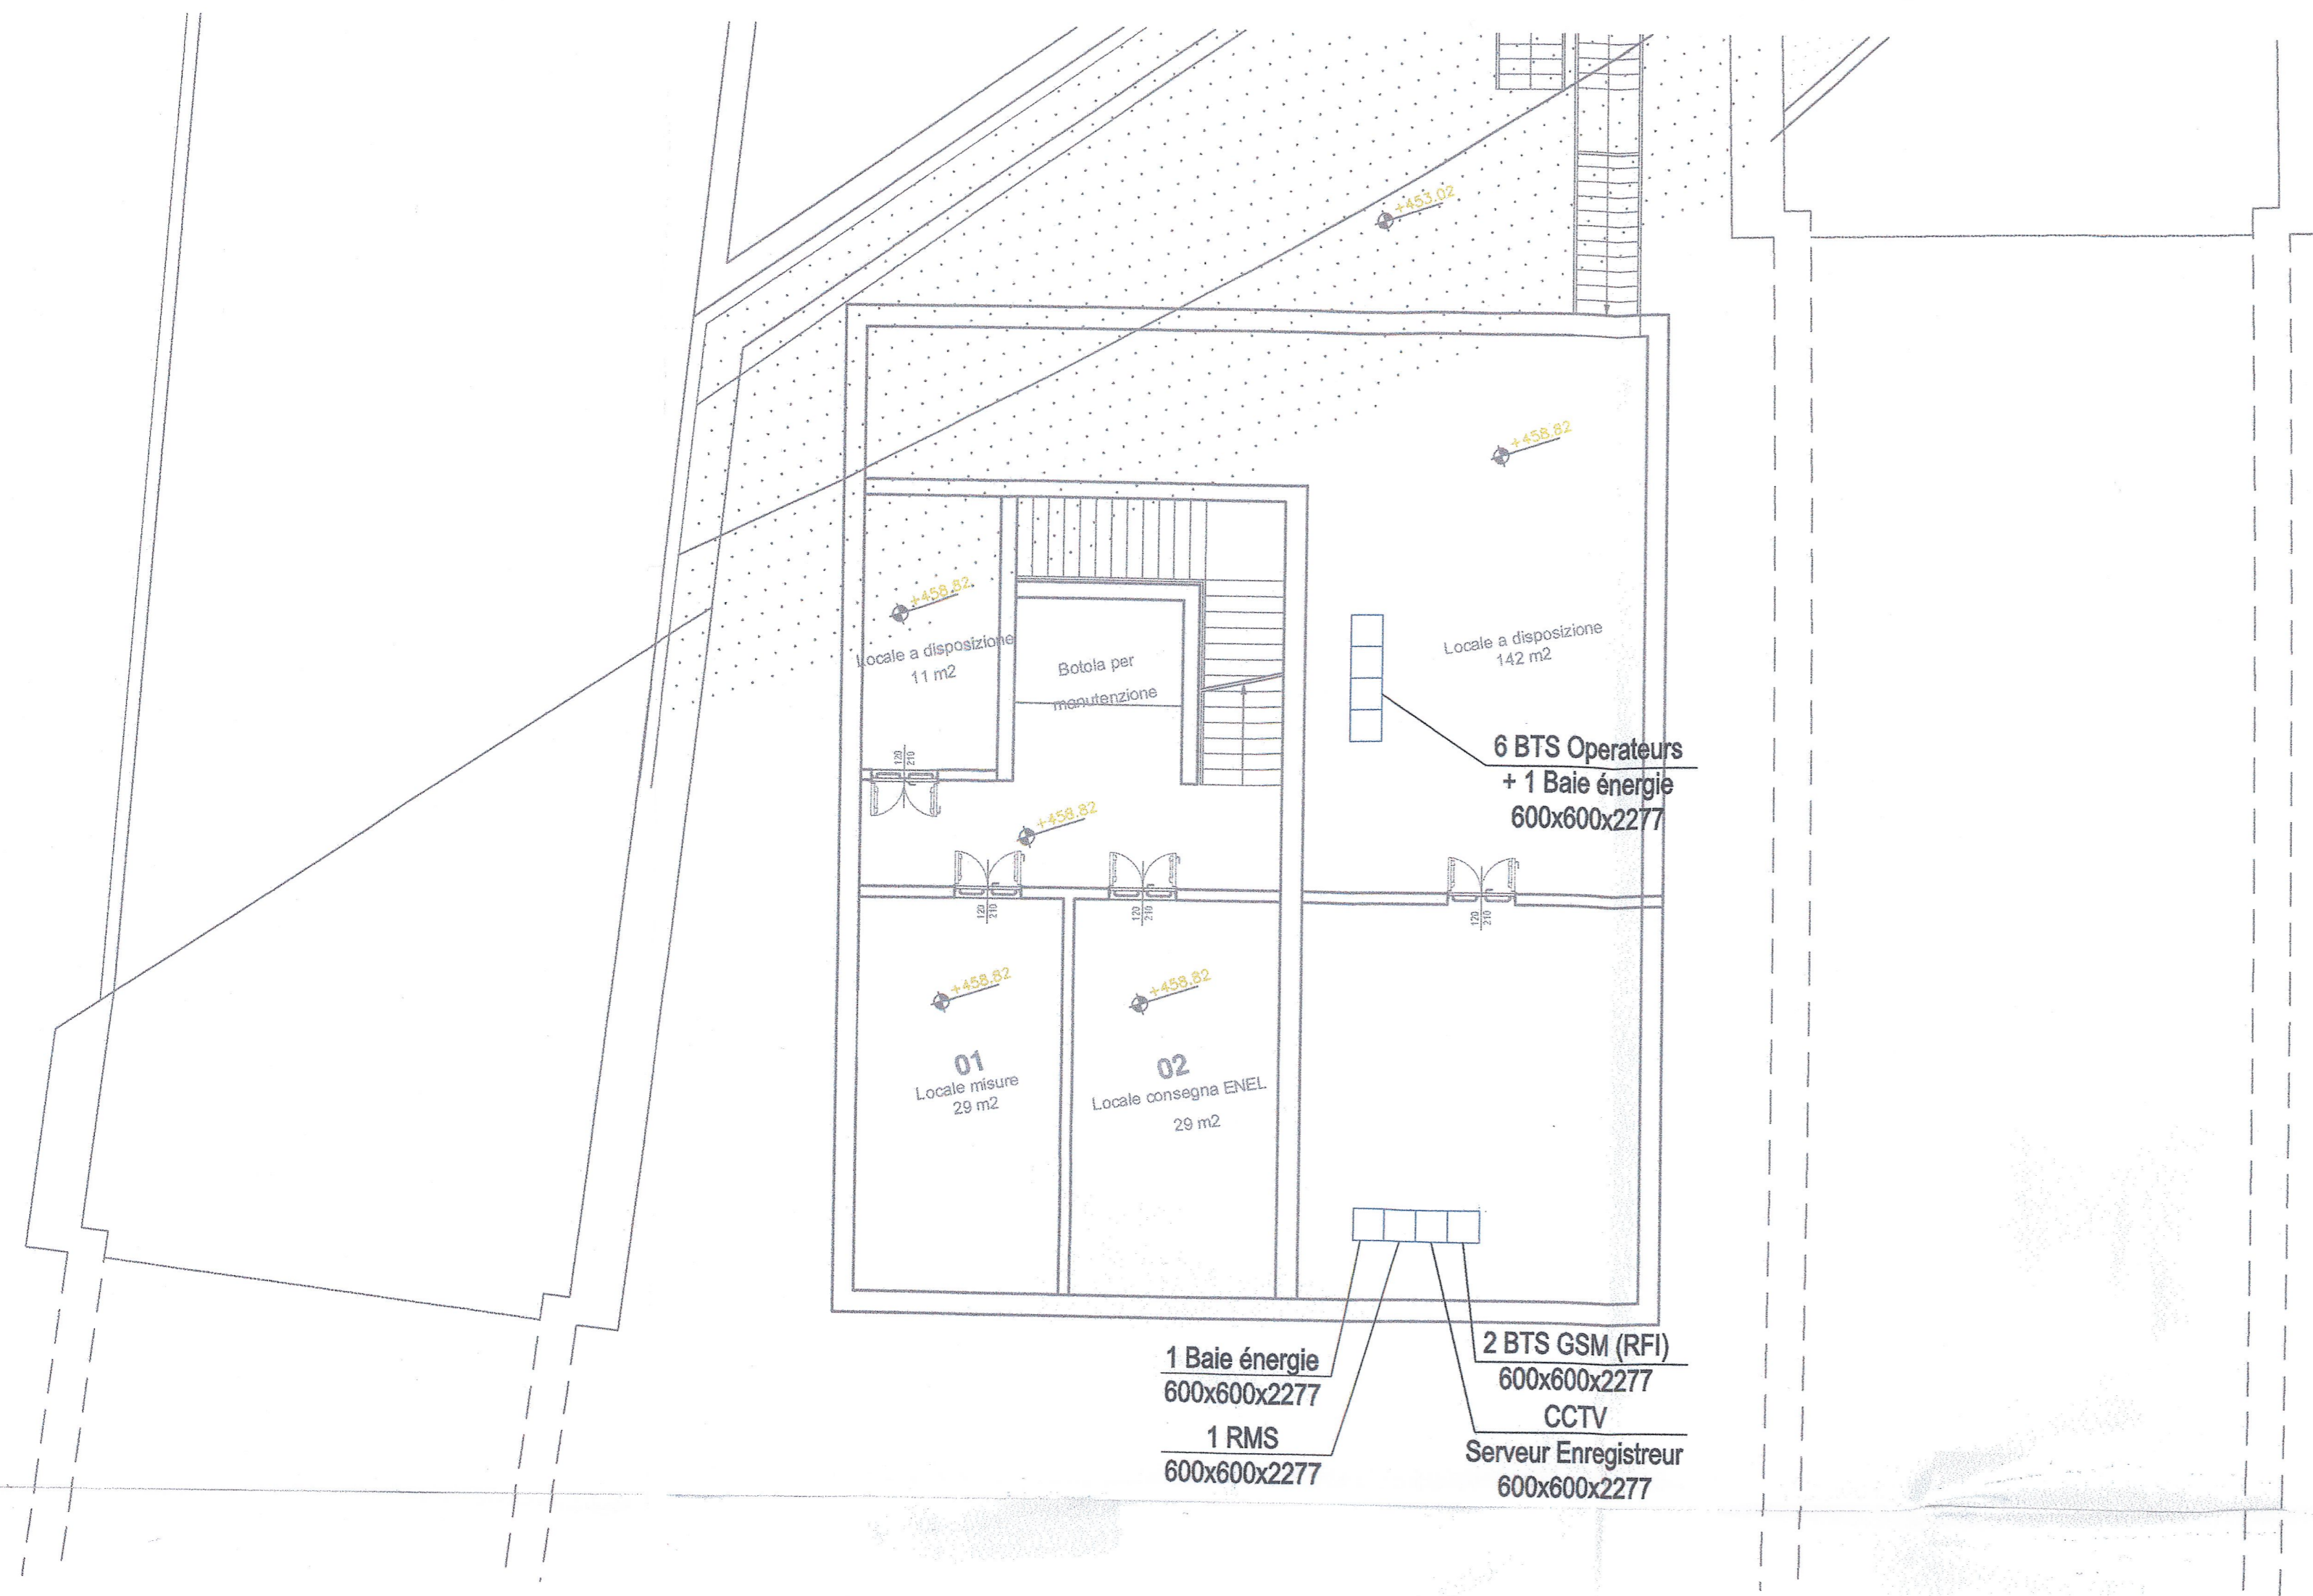 +453.02
+458.82
+458.82
Locale a disposizione
11 m2
Botola per
manutenzione
Locale a disposizione
142 m2
6 BTS Operateurs
+ 1 Baie énergie
600x600x2277
120
210
+458.82
120
210
120
210
120
210
+458.82
+458.82
01
Locale misure
29 m2
02
Locale consegna ENEL
29 m2
1 Baie énergie
600x600x2277
1 RMS
600x600x2277
2 BTS GSM (RFI)
600x600x2277
CCTV
Serveur Enregistreur
600x600x2277